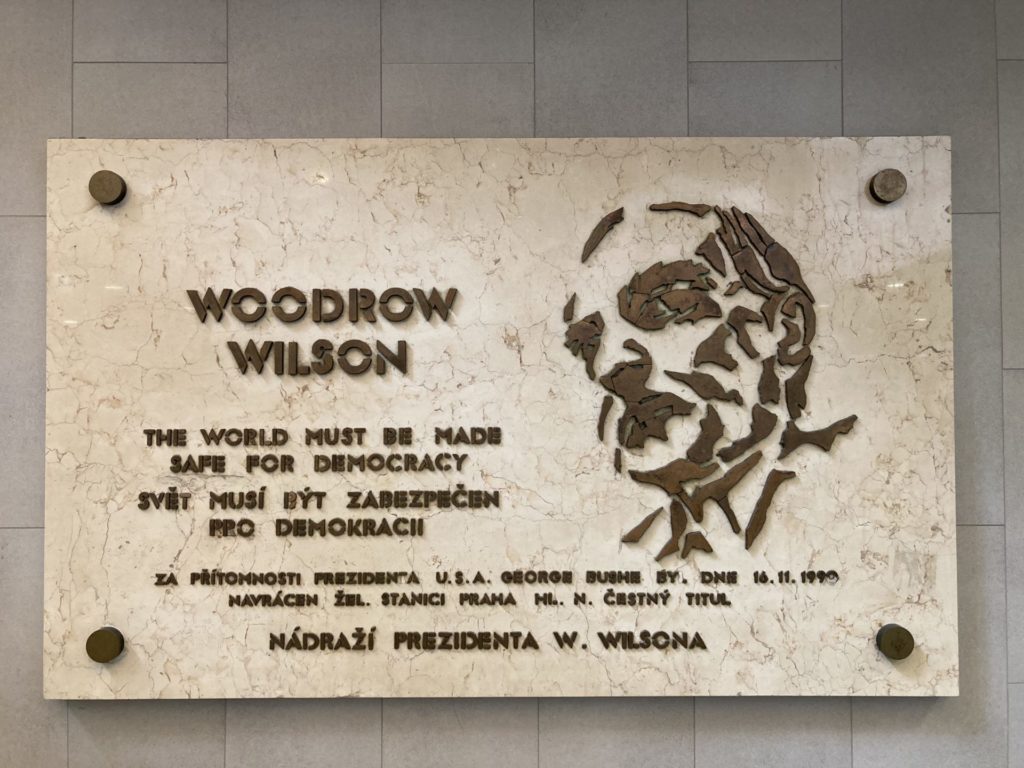 WOODROW
WILSON
THE WORLD MUST BE MADE
SAFE FOR DEMOCRACY
SVĚT MUSÍ BÝT ZABEZPEČEN
PRO DEMOKRACII
ZA PŘÍTOMNOSTI PREZIDENTA U.S.A. GEORGE BUSHE BY. DNE 16.11.1990
NAVRÁCEN ŽEL. STANICI PRAHA HL. N. ČESTNÝ TITUL
NÁDRAŽÍ PREZIDENTA W. WILSONA